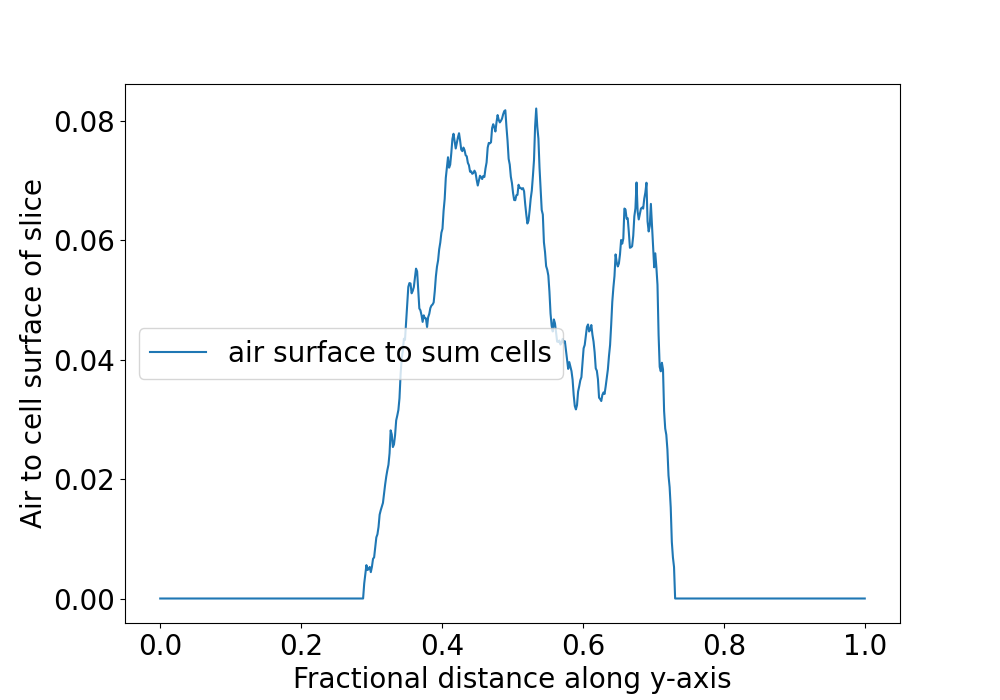 Air to cell surface of slice
0.08
0.06
0.04
0.02
0.00
air surface to sum cells
0.0 0.2 0.4 0.6 0.8 1.0
Fractional distance along y-axis